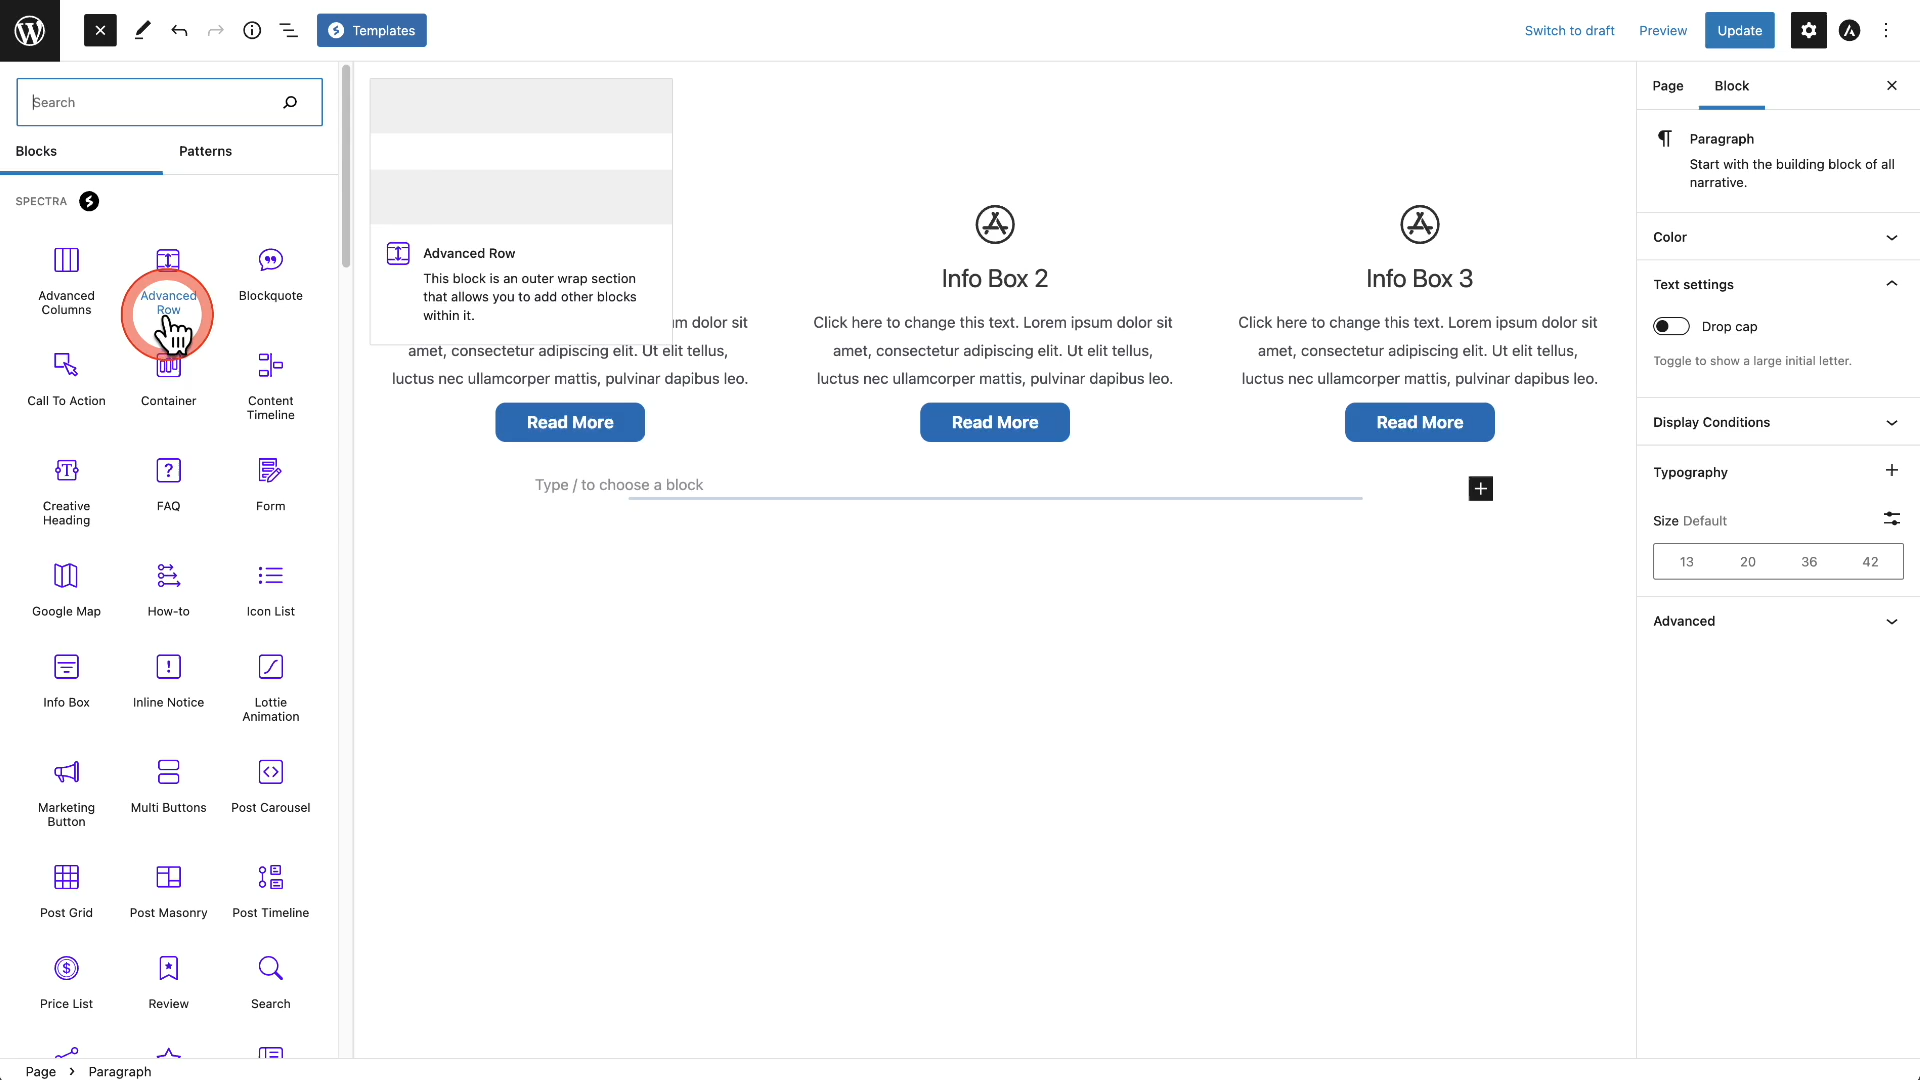 Templates
Switch to draft
Preview
Update
Search
Blocks
Patterns
SPECTRA
Advanced
Columns
Advanced
Row
Blockquote
Call To Action
Container
Content
Timeline
Creative
Heading
FAQ
Form
Google Map
How-to
Icon List
Info Box
Inline Notice
Lottie
Animation
Marketing
Button
Multi Buttons
Post Carousel
Post Grid
Post Masonry
Post Timeline
Price List
Review
Search
Advanced Row
This block is an outer wrap section
that allows you to add other blocks
within it.
dolor sit
amet, consectetur adipiscing elit. Ut elit tellus,
luctus nec ullamcorper mattis, pulvinar dapibus leo.
Read More
Info Box 2
Click here to change this text. Lorem ipsum dolor sit
amet, consectetur adipiscing elit. Ut elit tellus,
luctus nec ullamcorper mattis, pulvinar dapibus leo.
Read More
Info Box 3
Click here to change this text. Lorem ipsum dolor sit
amet, consectetur adipiscing elit. Ut elit tellus,
luctus nec ullamcorper mattis, pulvinar dapibus leo.
Read More
Type / to choose a block
Page
Block
Paragraph
Start with the building block of all
narrative.
Color
Text settings
Drop cap
Toggle to show a large initial letter.
Display Conditions
Typography
Size Default
13 20 36 42
Advanced
Page > Paragraph